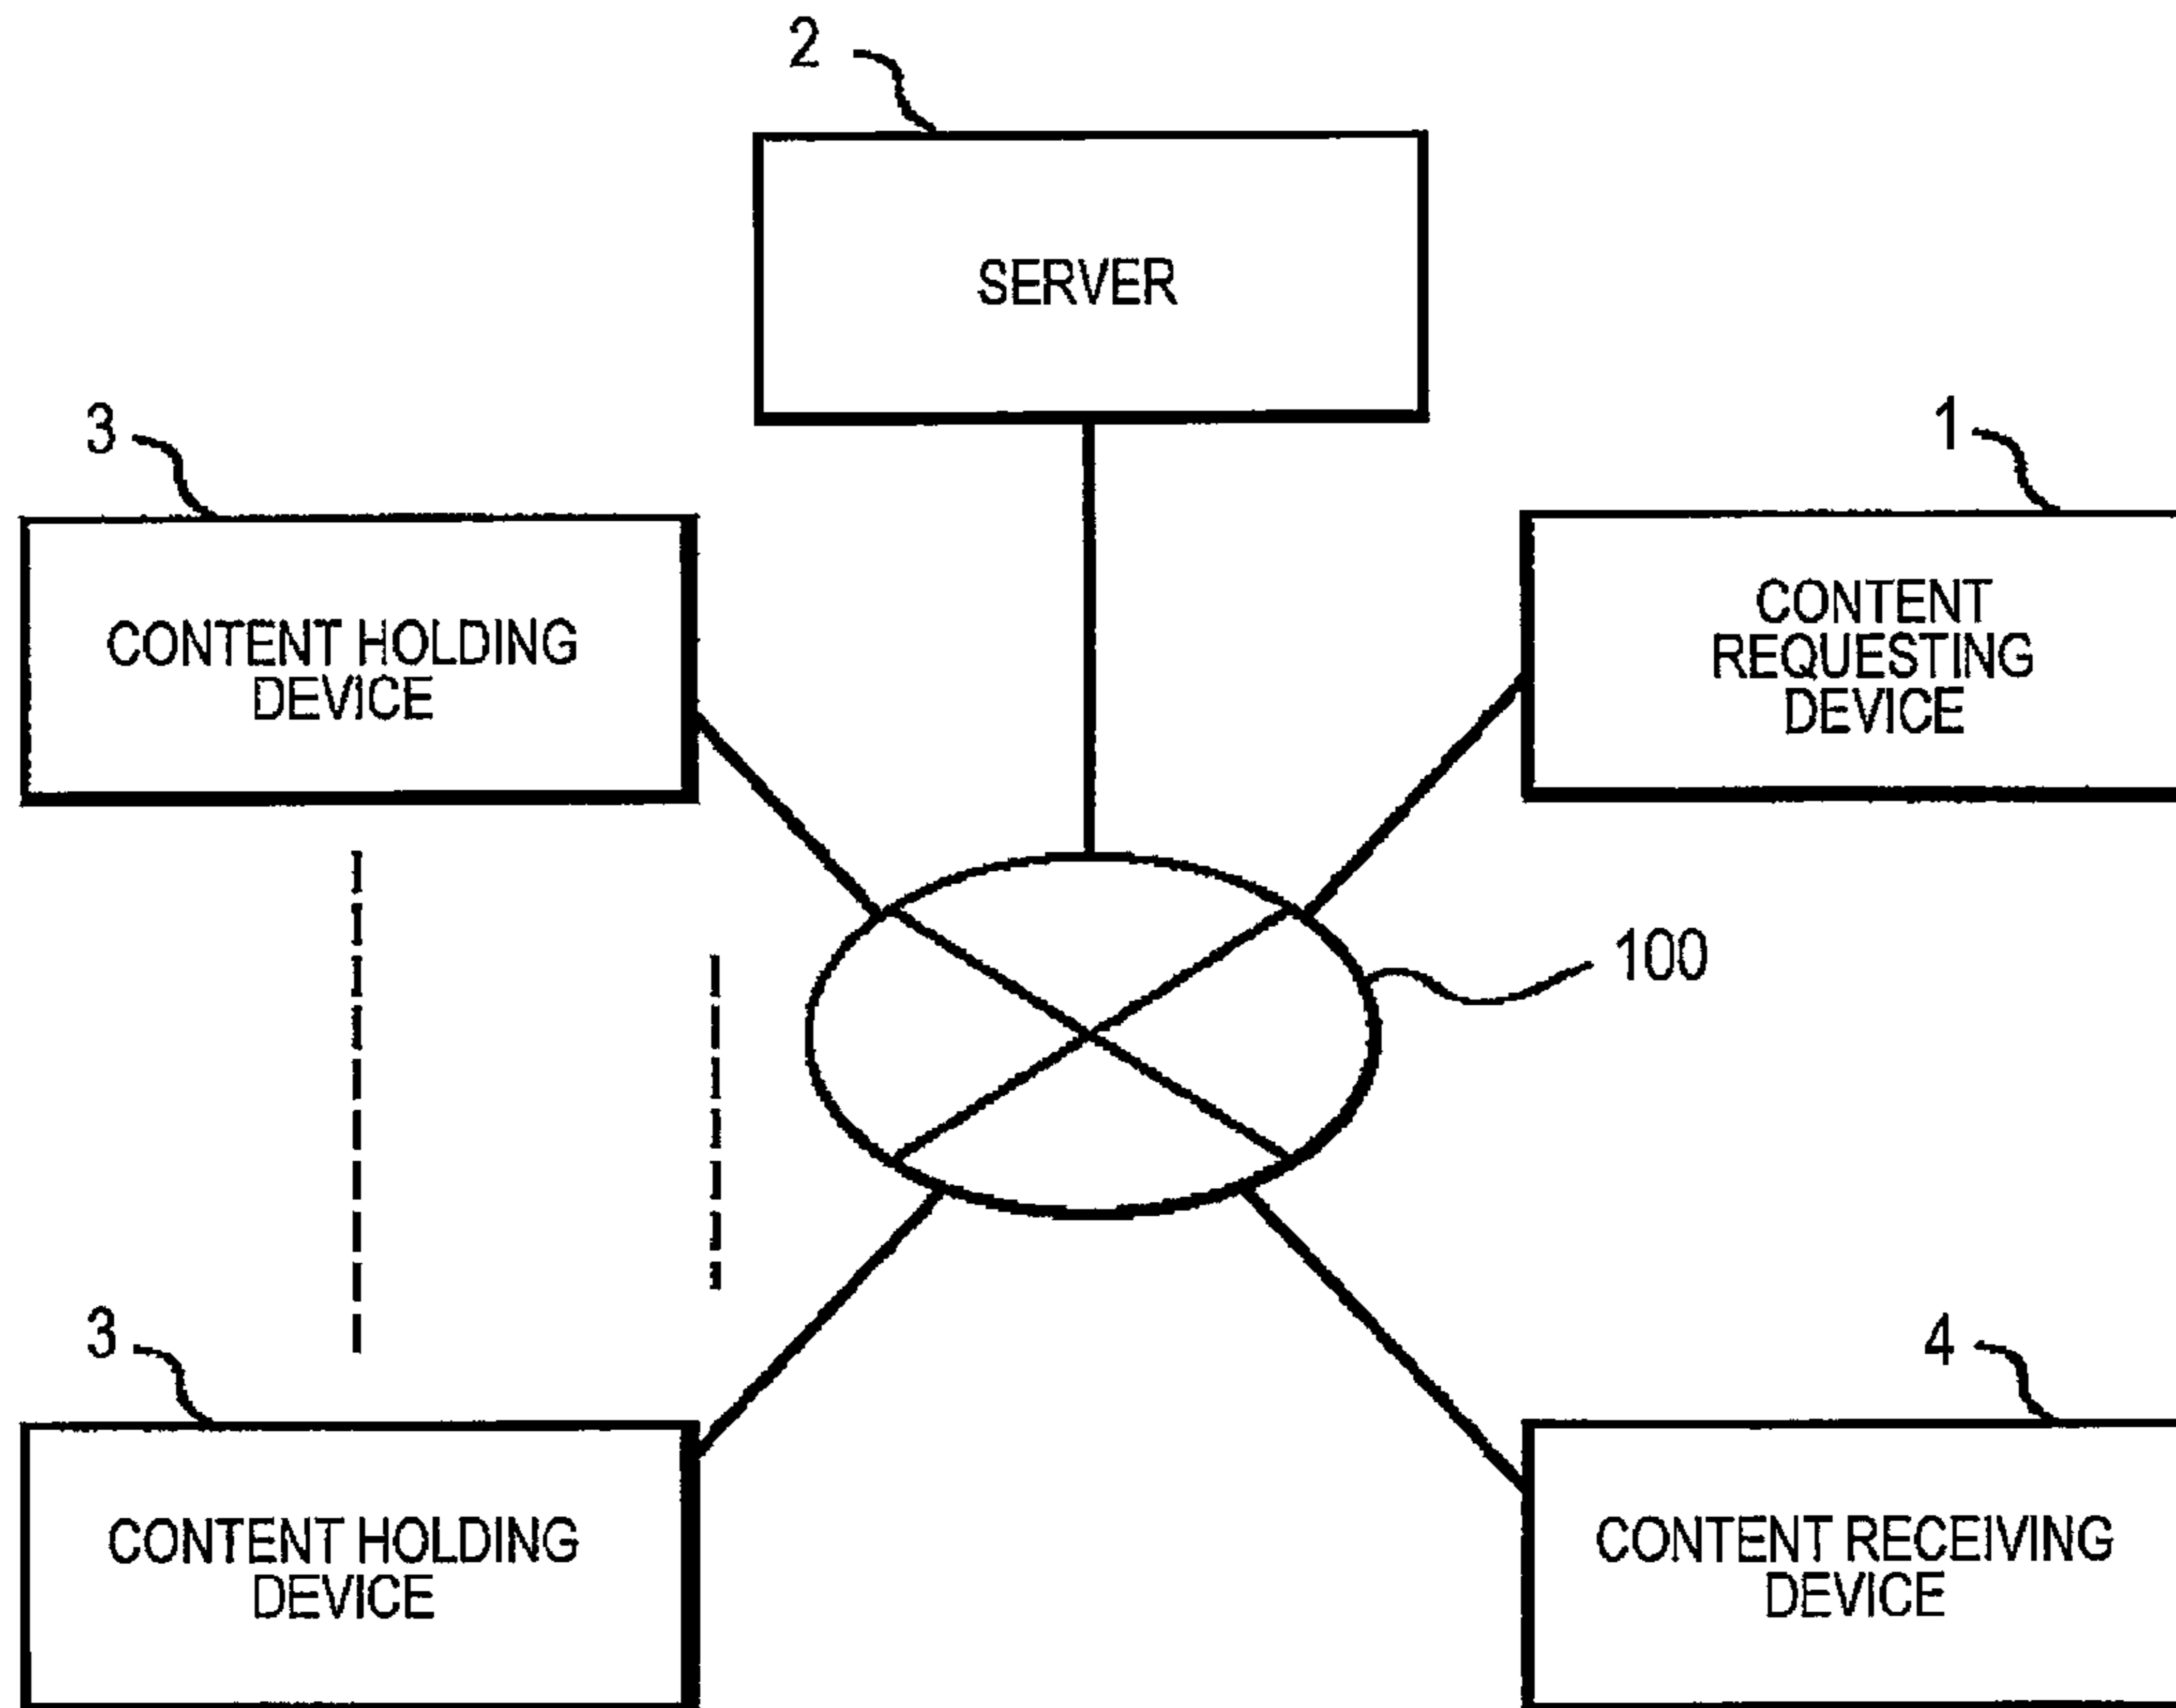 2
SERVER
3
1
CONTENT HOLDING
DEVICE
CONTENT
REQUESTING
DEVICE
100
3
4
CONTENT HOLDING
DEVICE
CONTENT RECEIVING
DEVICE